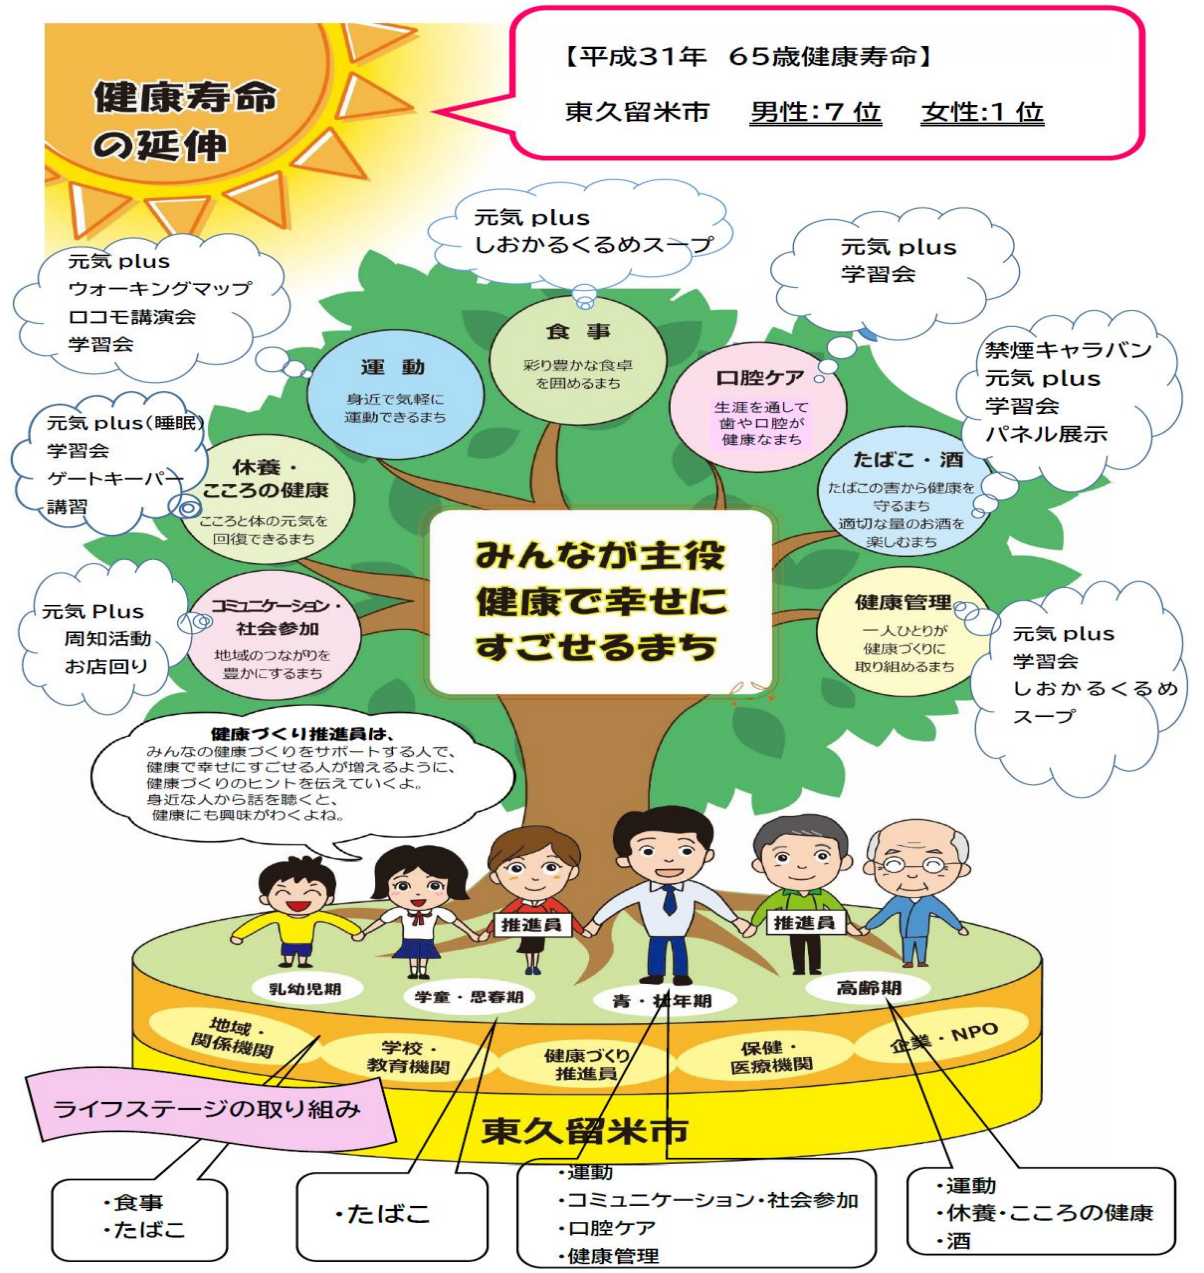 健康寿命
の延伸
【平成31年 65歳健康寿命】
東久留米市 男性：7 位 女性:1 位
元気 plus
しおかるくるめスープ
元気 plus
学習会
元気 plus
ウォーキングマップ
ロコモ講演会
学習会
禁煙キャラバン
元気 plus
学習会
パネル展示
元気 plus（睡眠）
学習会
ゲートキーパー
講習
元気 Plus
周知活動
お店回り
元気 plus
学習会
しおかるくるめ
スープ
食 事
彩り豊かな食卓
を囲めるまち
運 動
身近で気軽に
運動できるまち
口腔ケア
生涯を通して
歯や口腔が
健康なまち
休養・
こころの健康
こころと体の元気を
回復できるまち
たばこ・酒
たばこの害から健康を
守るまち
適切な量のお酒を
楽しむまち
コミュニケーション・
社会参加
地域のつながりを
豊かにするまち
健康管理
一人ひとりが
健康づくりに
取り組めるまち
みんなが主役
健康で幸せに
すごせるまち
健康づくり推進員は、
みんなの健康づくりをサポートする人で、
健康で幸せにすごせる人が増えるように、
健康づくりのヒントを伝えていくよ。
身近な人から話を聴くと、
健康にも興味がわくよね。
推進員
推進員
乳幼児期
学童・思春期
青・壮年期
高齢期
地域・
関係機関
学校・
教育機関
健康づくり
推進員
保健・
医療機関
企業・NPO
ライフステージの取り組み
東久留米市
・食事
・たばこ
・たばこ
・運動
・コミュニケーション・社会参加
・口腔ケア
・健康管理
・運動
・休養・こころの健康
・酒